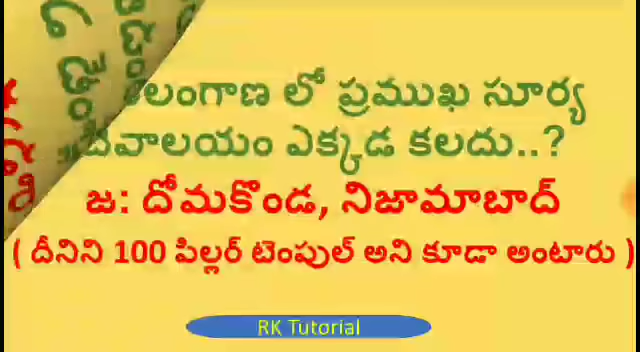 లంగాణ లో ప్రముఖ సూర్య
దేవాలయం ఎక్కడ కలదు..?
జ: దోమకొండ, నిజామాబాద్
( దీనిని 100 పిల్లర్ టెంపుల్ అని కూడా అంటారు )
RK Tutorial